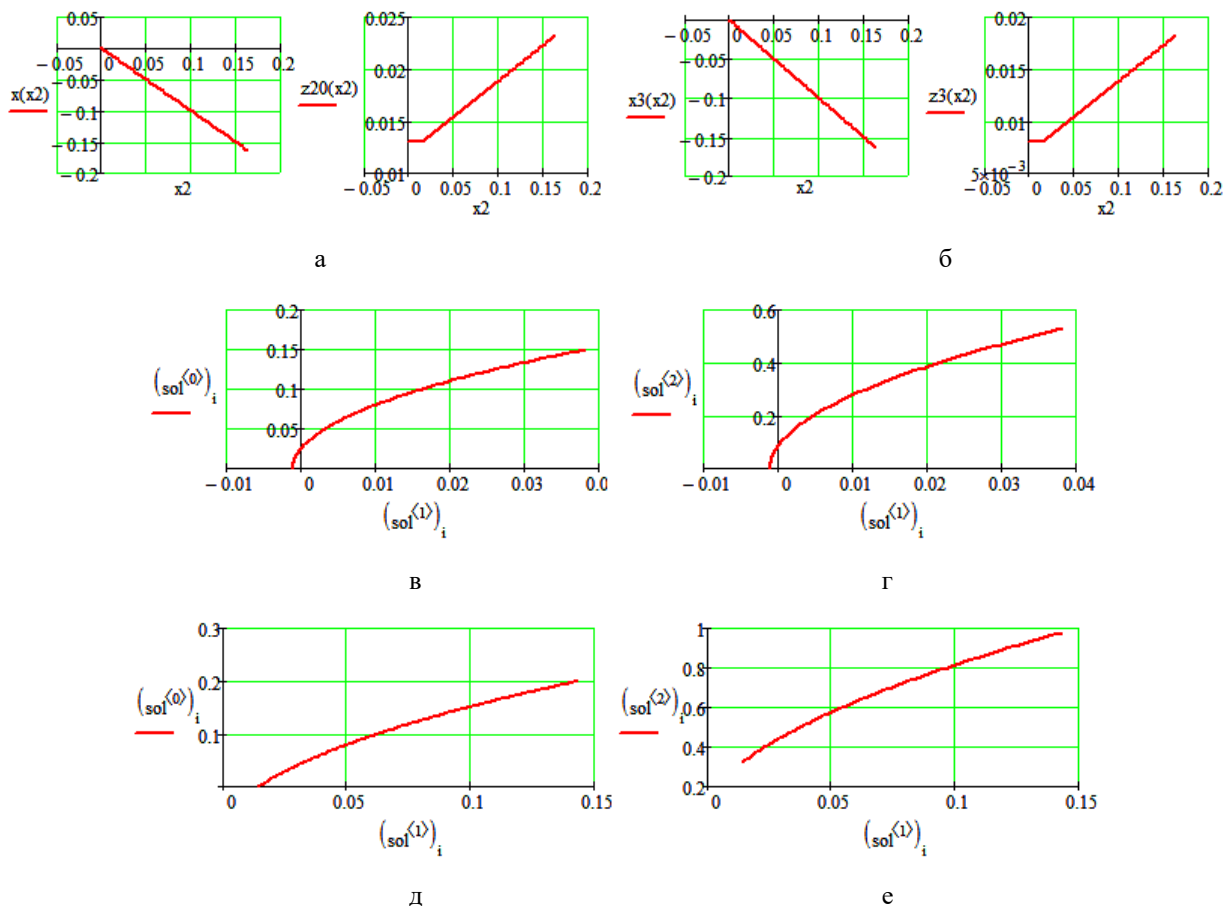 0.05
− 0.05 0 0.05 0.1 0.15 0.2
− 0.05
− 0.1
− 0.15
− 0.2
x(x2)
x2
0.025
0.02
0.015
0.01
− 0.05 0 0.05 0.1 0.15 0.2
z20(x2)
x2
− 0.05 0 0.05 0.1 0.15 0.2
− 0.05
− 0.1
− 0.15
− 0.2
x3(x2)
x2
0.02
0.015
0.01
5×10⁻³
− 0.05 0 0.05 0.1 0.15 0.2
z3(x2)
x2
а
б
0.2
0.15
0.1
0.05
− 0.01 0 0.01 0.02 0.03 0.0
(sol⟨0⟩)i
(sol⟨1⟩)i
0.6
0.4
0.2
− 0.01 0 0.01 0.02 0.03 0.04
(sol⟨2⟩)i
(sol⟨1⟩)i
в
г
0.3
0.2
0.1
0 0.05 0.1 0.15
(sol⟨0⟩)i
(sol⟨1⟩)i
1
0.8
0.6
0.4
0.2
0 0.05 0.1 0.15
(sol⟨2⟩)i
(sol⟨1⟩)i
д
е